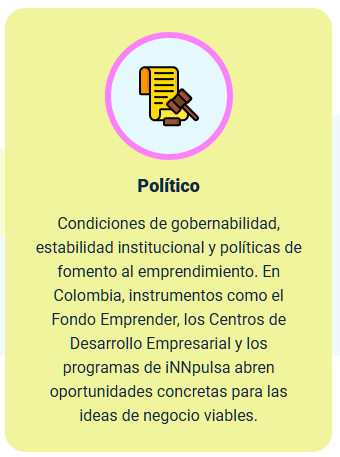 Político
Condiciones de gobernabilidad,
estabilidad institucional y políticas de
fomento al emprendimiento. En
Colombia, instrumentos como el
Fondo Emprender, los Centros de
Desarrollo Empresarial y los
programas de iNNpulsa abren
oportunidades concretas para las
ideas de negocio viables.